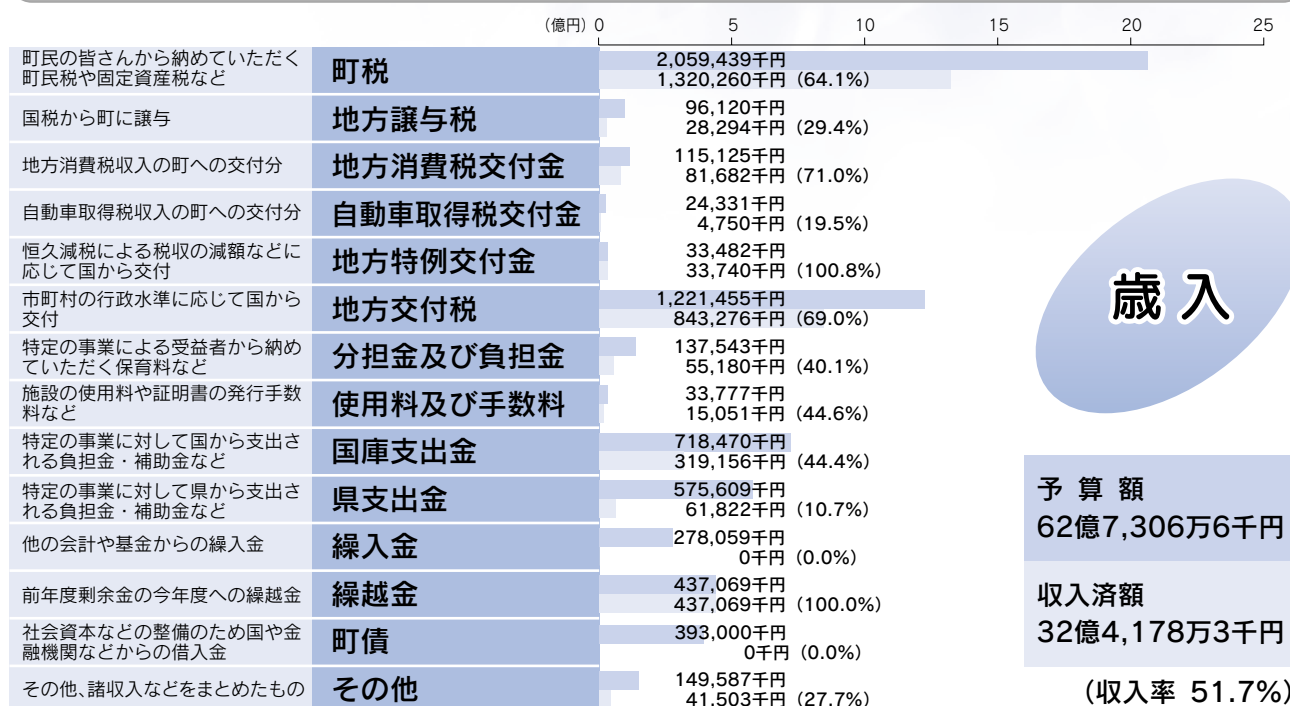 (億円) 0 5 10 15 20 25
町民の皆さんから納めていただく
町民税や固定資産税など
町税
2,059,439千円
1,320,260千円 (64.1%)
国税から町に譲与
地方譲与税
96,120千円
28,294千円 (29.4%)
地方消費税収入の町への交付分
地方消費税交付金
115,125千円
81,682千円 (71.0%)
自動車取得税収入の町への交付分
自動車取得税交付金
24,331千円
4,750千円 (19.5%)
恒久減税による税収の減額などに
応じて国から交付
地方特例交付金
33,482千円
33,740千円 (100.8%)
市町村の行政水準に応じて国から
交付
地方交付税
1,221,455千円
843,276千円 (69.0%)
特定の事業による受益者から納め
ていただく保育料など
分担金及び負担金
137,543千円
55,180千円 (40.1%)
施設の使用料や証明書の発行手数
料など
使用料及び手数料
33,777千円
15,051千円 (44.6%)
特定の事業に対して国から支出さ
れる負担金・補助金など
国庫支出金
718,470千円
319,156千円 (44.4%)
特定の事業に対して県から支出さ
れる負担金・補助金など
県支出金
575,609千円
61,822千円 (10.7%)
他の会計や基金からの繰入金
繰入金
278,059千円
0千円 (0.0%)
前年度剰余金の今年度への繰越金
繰越金
437,069千円
437,069千円 (100.0%)
社会資本などの整備のため国や金
融機関などからの借入金
町債
393,000千円
0千円 (0.0%)
その他、諸収入などをまとめたもの
その他
149,587千円
41,503千円 (27.7%)
歳入
予算額
62億7,306万6千円
収入済額
32億4,178万3千円
(収入率 51.7%)